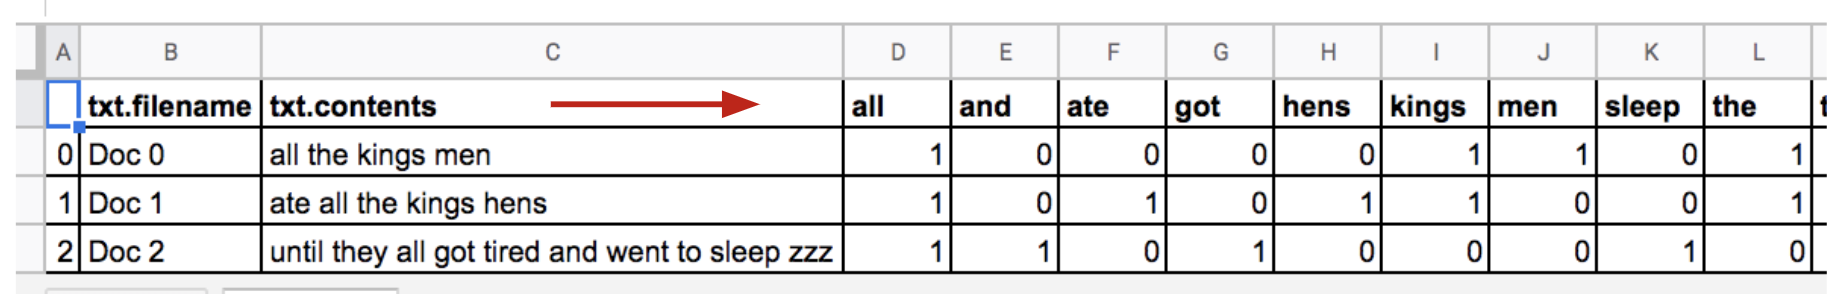 A B C D E F G H I J K L
txt.filename txt.contents all and ate got hens kings men sleep the t
0 Doc 0 all the kings men 1 0 0 0 0 1 1 0 1
1 Doc 1 ate all the kings hens 1 0 1 0 1 1 0 0 1
2 Doc 2 until they all got tired and went to sleep zzz 1 1 0 1 0 0 0 1 0